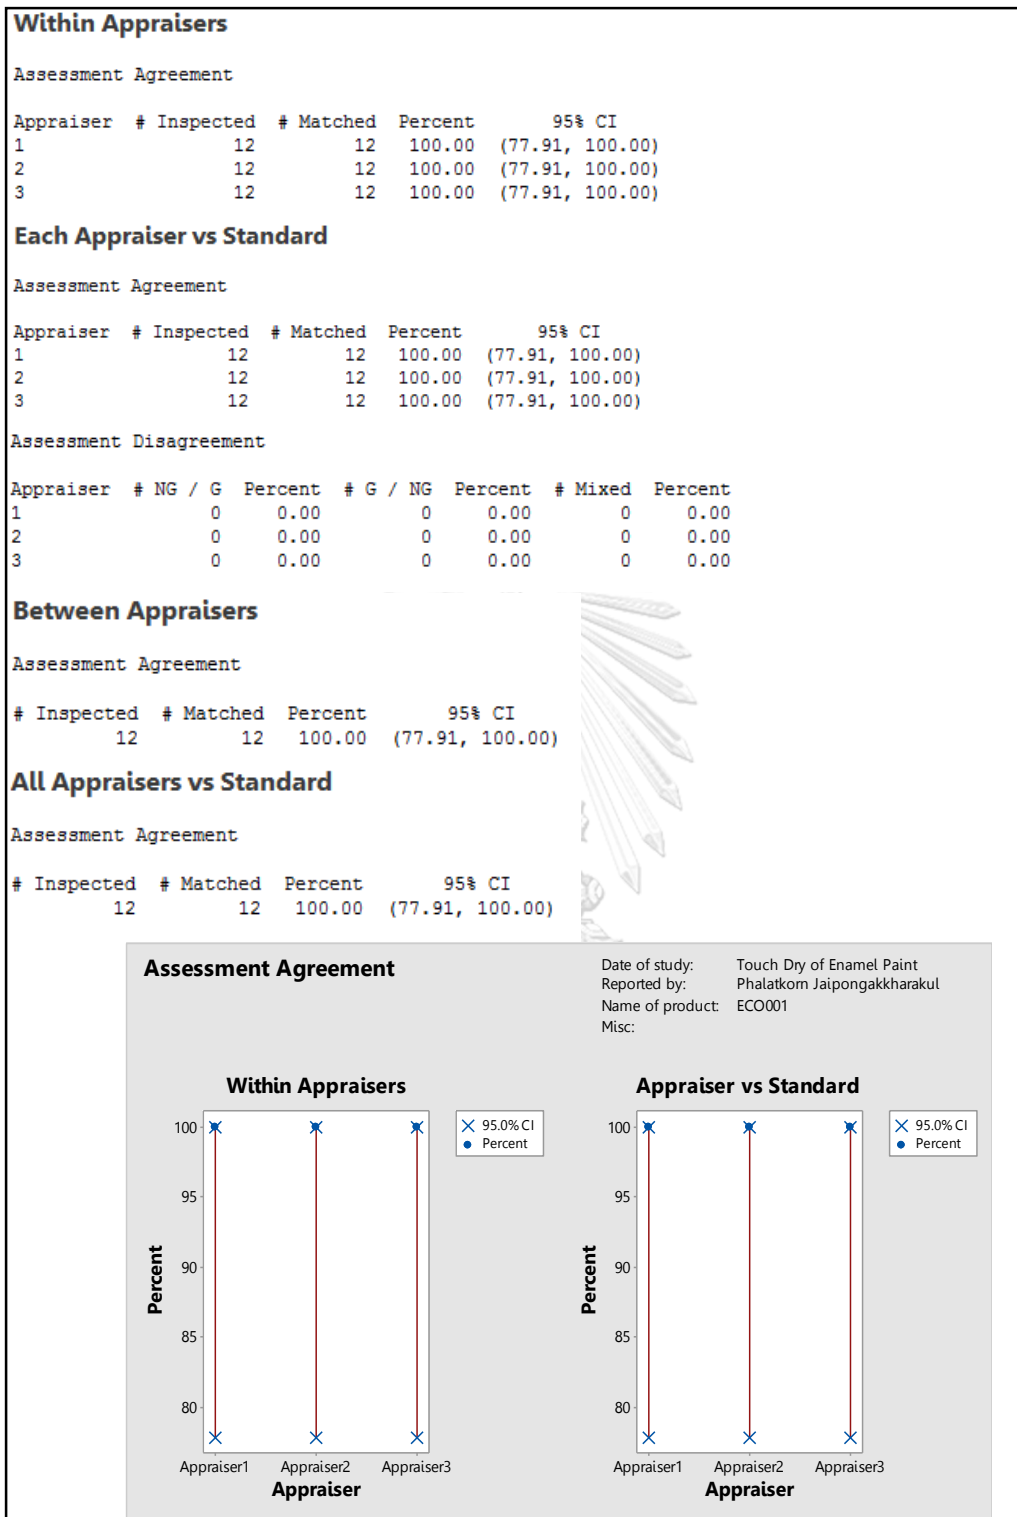 Within Appraisers
Assessment Agreement
Appraiser # Inspected # Matched Percent 95% CI
1 12 12 100.00 (77.91, 100.00)
2 12 12 100.00 (77.91, 100.00)
3 12 12 100.00 (77.91, 100.00)
Each Appraiser vs Standard
Assessment Agreement
Appraiser # Inspected # Matched Percent 95% CI
1 12 12 100.00 (77.91, 100.00)
2 12 12 100.00 (77.91, 100.00)
3 12 12 100.00 (77.91, 100.00)
Assessment Disagreement
Appraiser # NG / G Percent # G / NG Percent # Mixed Percent
1 0 0.00 0 0.00 0 0.00
2 0 0.00 0 0.00 0 0.00
3 0 0.00 0 0.00 0 0.00
Between Appraisers
Assessment Agreement
# Inspected # Matched Percent 95% CI
12 12 100.00 (77.91, 100.00)
All Appraisers vs Standard
Assessment Agreement
# Inspected # Matched Percent 95% CI
12 12 100.00 (77.91, 100.00)
Assessment Agreement
Date of study: Touch Dry of Enamel Paint
Reported by: Phalatkorn Jaipongakkharakul
Name of product: ECO001
Misc:
Within Appraisers
100
95
90
85
80
Percent
Appraiser1 Appraiser2 Appraiser3
Appraiser
95.0% CI
Percent
Appraiser vs Standard
100
95
90
85
80
Percent
Appraiser1 Appraiser2 Appraiser3
Appraiser
95.0% CI
Percent